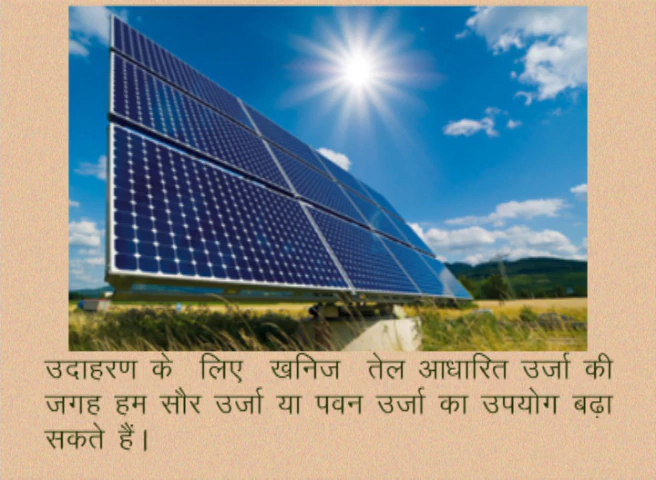 उदाहरण के लिए खनिज तेल आधारित उर्जा की
जगह हम सौर उर्जा या पवन उर्जा का उपयोग बढ़ा
सकते हैं।